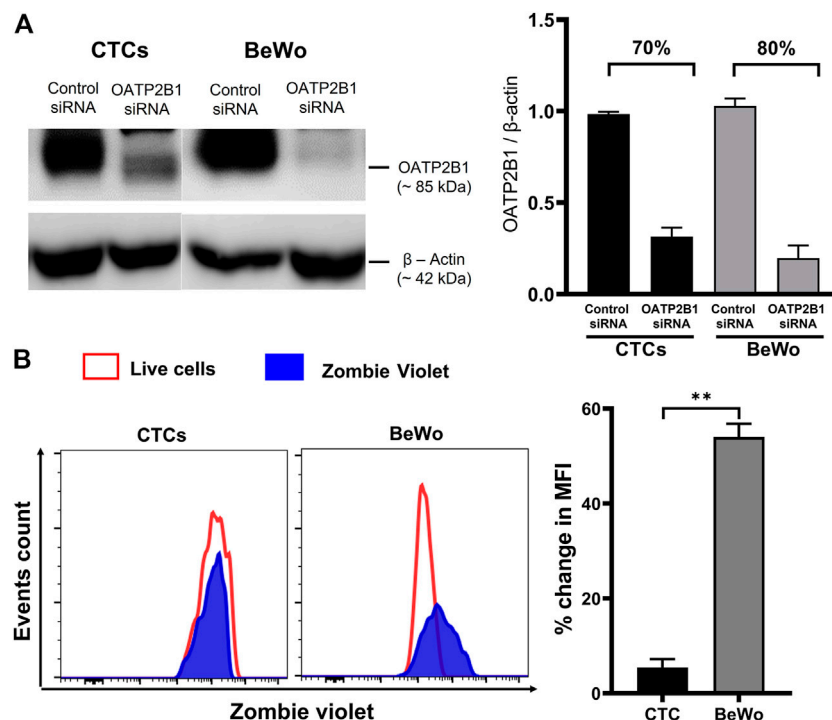 A
CTCs
BeWo
Control
siRNA
OATP2B1
siRNA
Control
siRNA
OATP2B1
siRNA
OATP2B1
(~ 85 kDa)
β – Actin
(~ 42 kDa)
OATP2B1 / β-actin
1.5
1.0
0.5
0.0
70%
80%
Control
siRNA
OATP2B1
siRNA
Control
siRNA
OATP2B1
siRNA
CTCs
BeWo
B
Live cells
Zombie Violet
CTCs
BeWo
Events count
Zombie violet
% change in MFI
60
40
20
0
**
CTC
BeWo